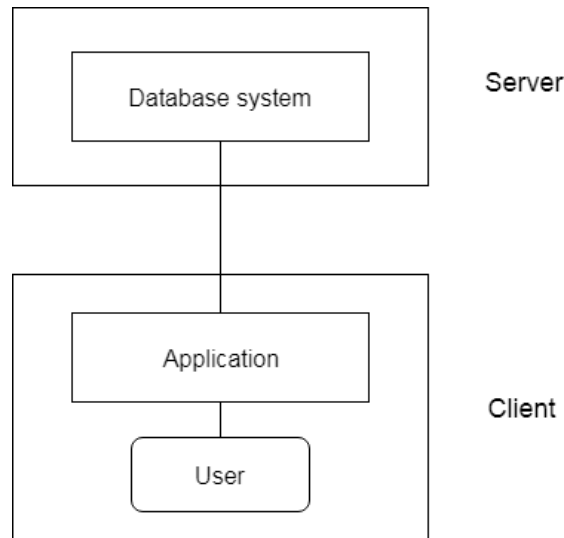 Database system
Server
Application
Client
User